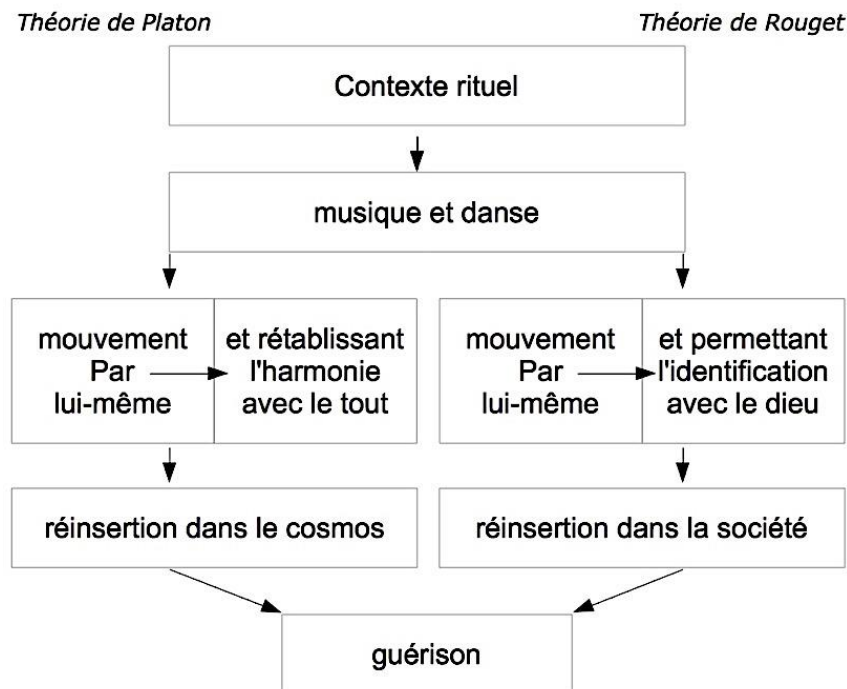 Théorie de Platon
Théorie de Rouget
Contexte rituel
musique et danse
mouvement
Par
lui-même
et rétablissant
l'harmonie
avec le tout
mouvement
Par
lui-même
et permettant
l'identification
avec le dieu
réinsertion dans le cosmos
réinsertion dans la société
guérison